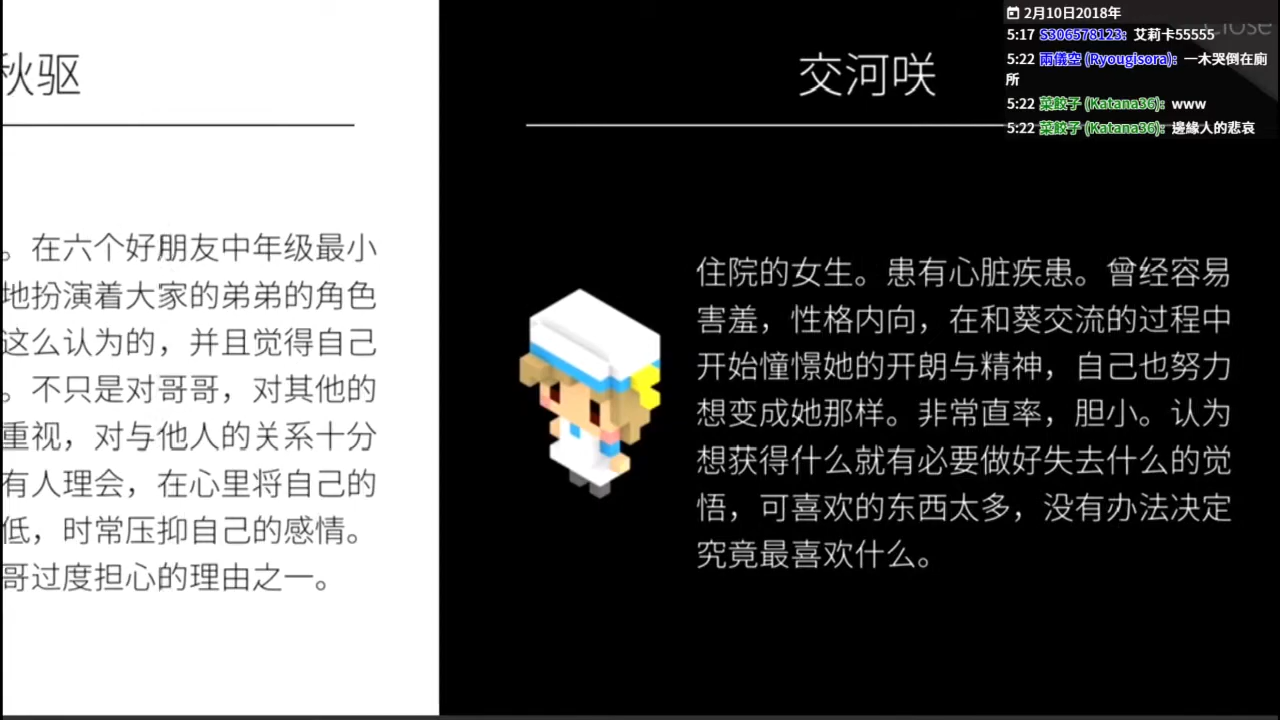 秋驱
。在六个好朋友中年级最小
地扮演着大家的弟弟的角色
这么认为的，并且觉得自己
。不只是对哥哥，对其他的
重视，对与他人的关系十分
有人理会，在心里将自己的
低，时常压抑自己的感情。
哥过度担心的理由之一。
交河咲
住院的女生。患有心脏疾患。曾经容易
害羞，性格内向，在和葵交流的过程中
开始憧憬她的开朗与精神，自己也努力
想变成她那样。非常直率，胆小。认为
想获得什么就有必要做好失去什么的觉
悟，可喜欢的东西太多，没有办法决定
究竟最喜欢什么。
Close
2月10日2018年
5:17 S306578123: 艾莉卡55555
5:22 兩儀空 (Ryougisora): 一木哭倒在廁
所
5:22 菜餃子 (Katana36): www
5:22 菜餃子 (Katana36): 邊緣人的悲哀